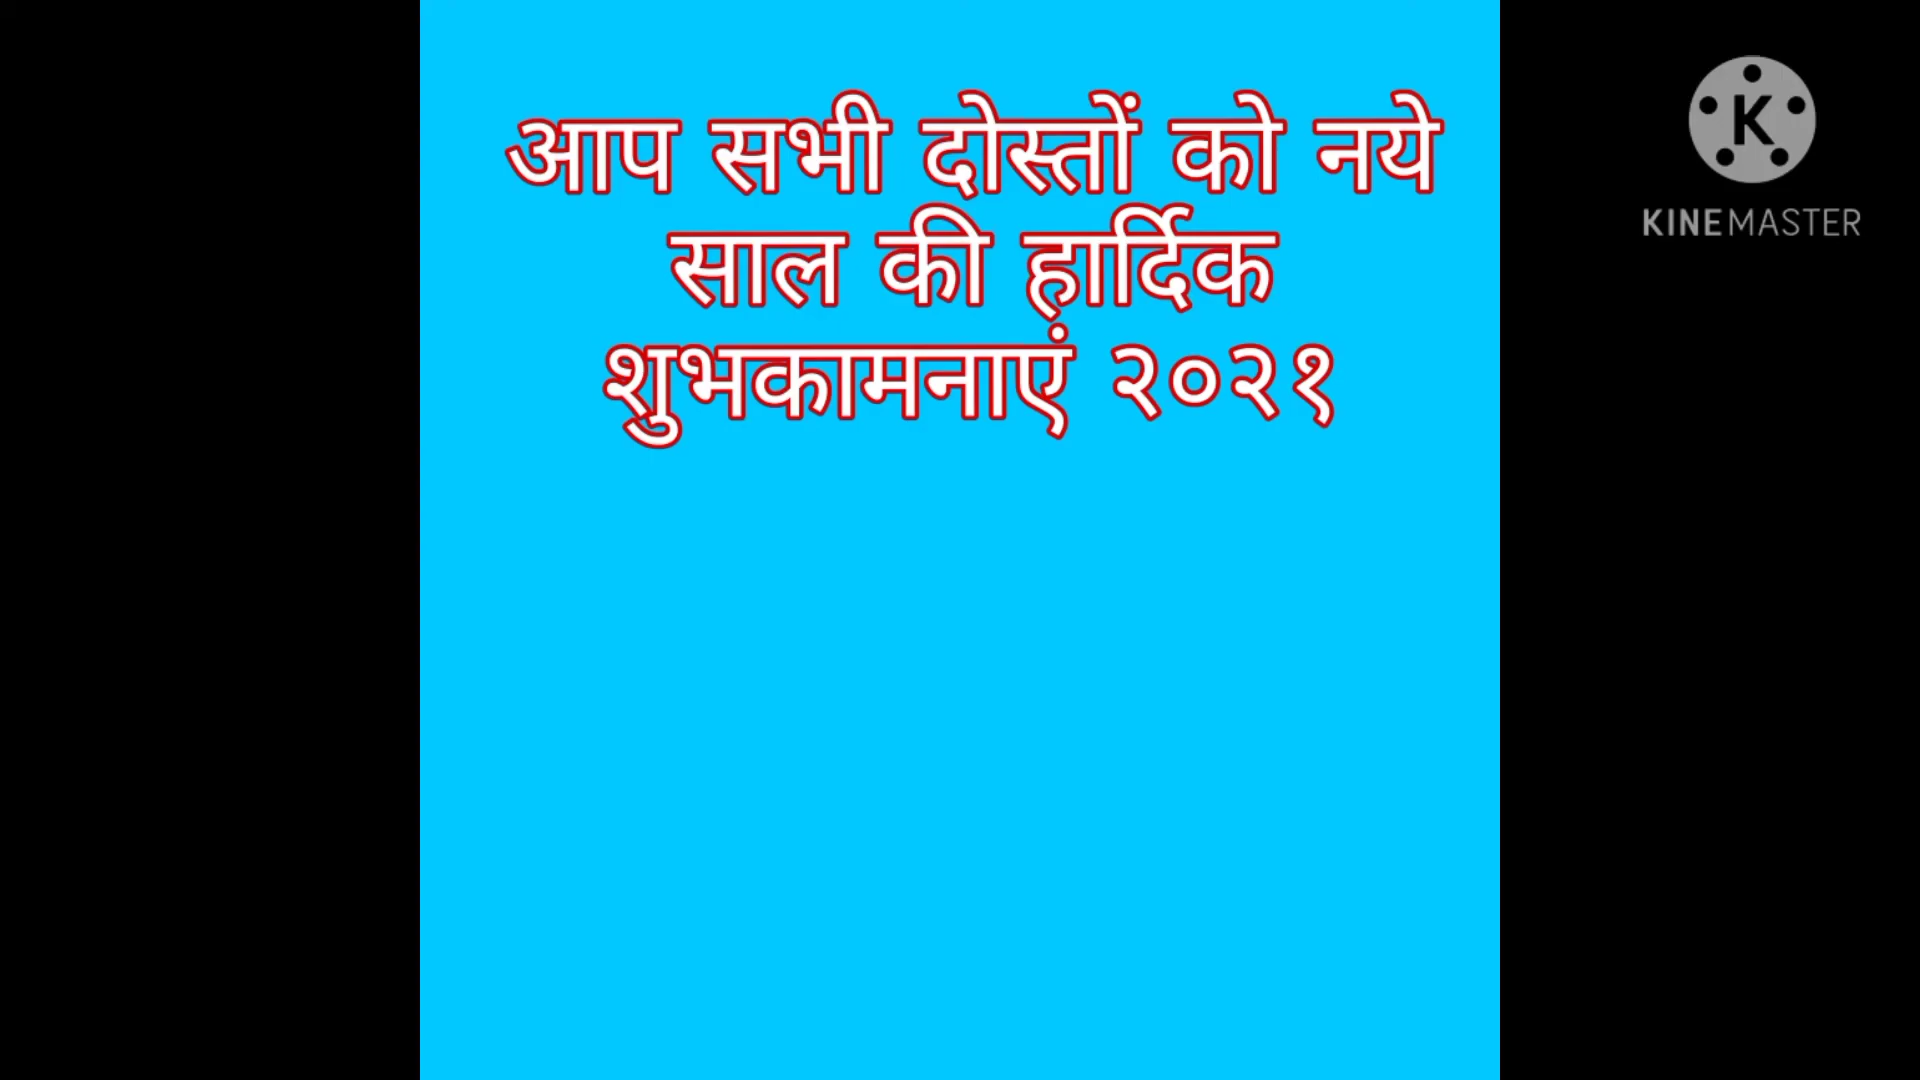 आप सभी दोस्तों को नये
साल की हार्दिक
शुभकामनाएं २०२१
K
KINEMASTER